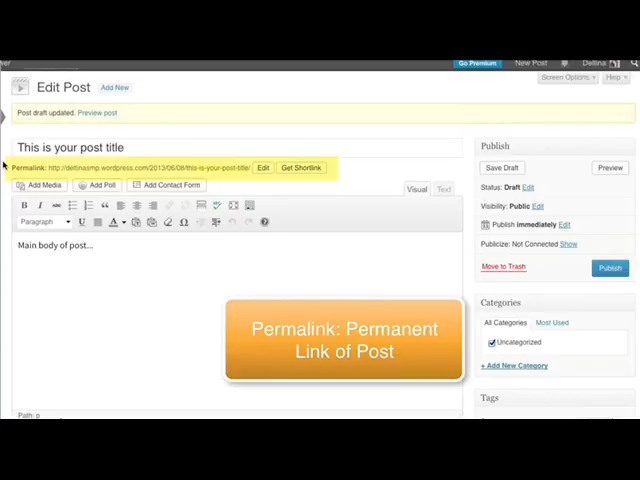 Go Premium New Post Deltina
Edit Post Add New Screen Options Help
Post draft updated. Preview post
This is your post title
Permalink: http://deltinasmp.wordpress.com/2013/06/08/this-is-your-post-title/ Edit Get Shortlink
Add Media Add Poll Add Contact Form
Visual Text
B I ABC
Paragraph U A
Main body of post...
Permalink: Permanent
Link of Post
Path: p
Publish
Save Draft Preview
Status: Draft Edit
Visibility: Public Edit
Publish immediately Edit
Publicize: Not Connected Show
Move to Trash Publish
Categories
All Categories Most Used
Uncategorized
+ Add New Category
Tags